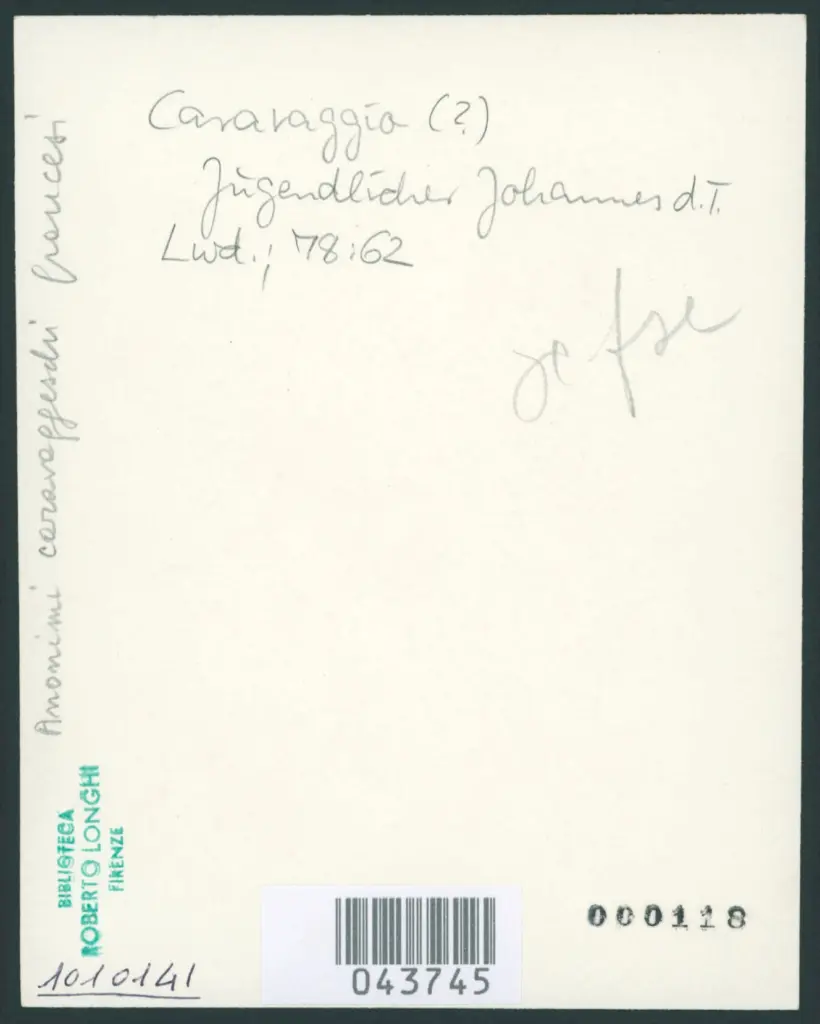 Caravaggio (?)
Jugendlicher Johannes d.T.
Lwd.; 78:62
Anonimi caravaggeschi francesi
BIBLIOTECA
ROBERTO LONGHI
FIRENZE
1010141
043745
000118